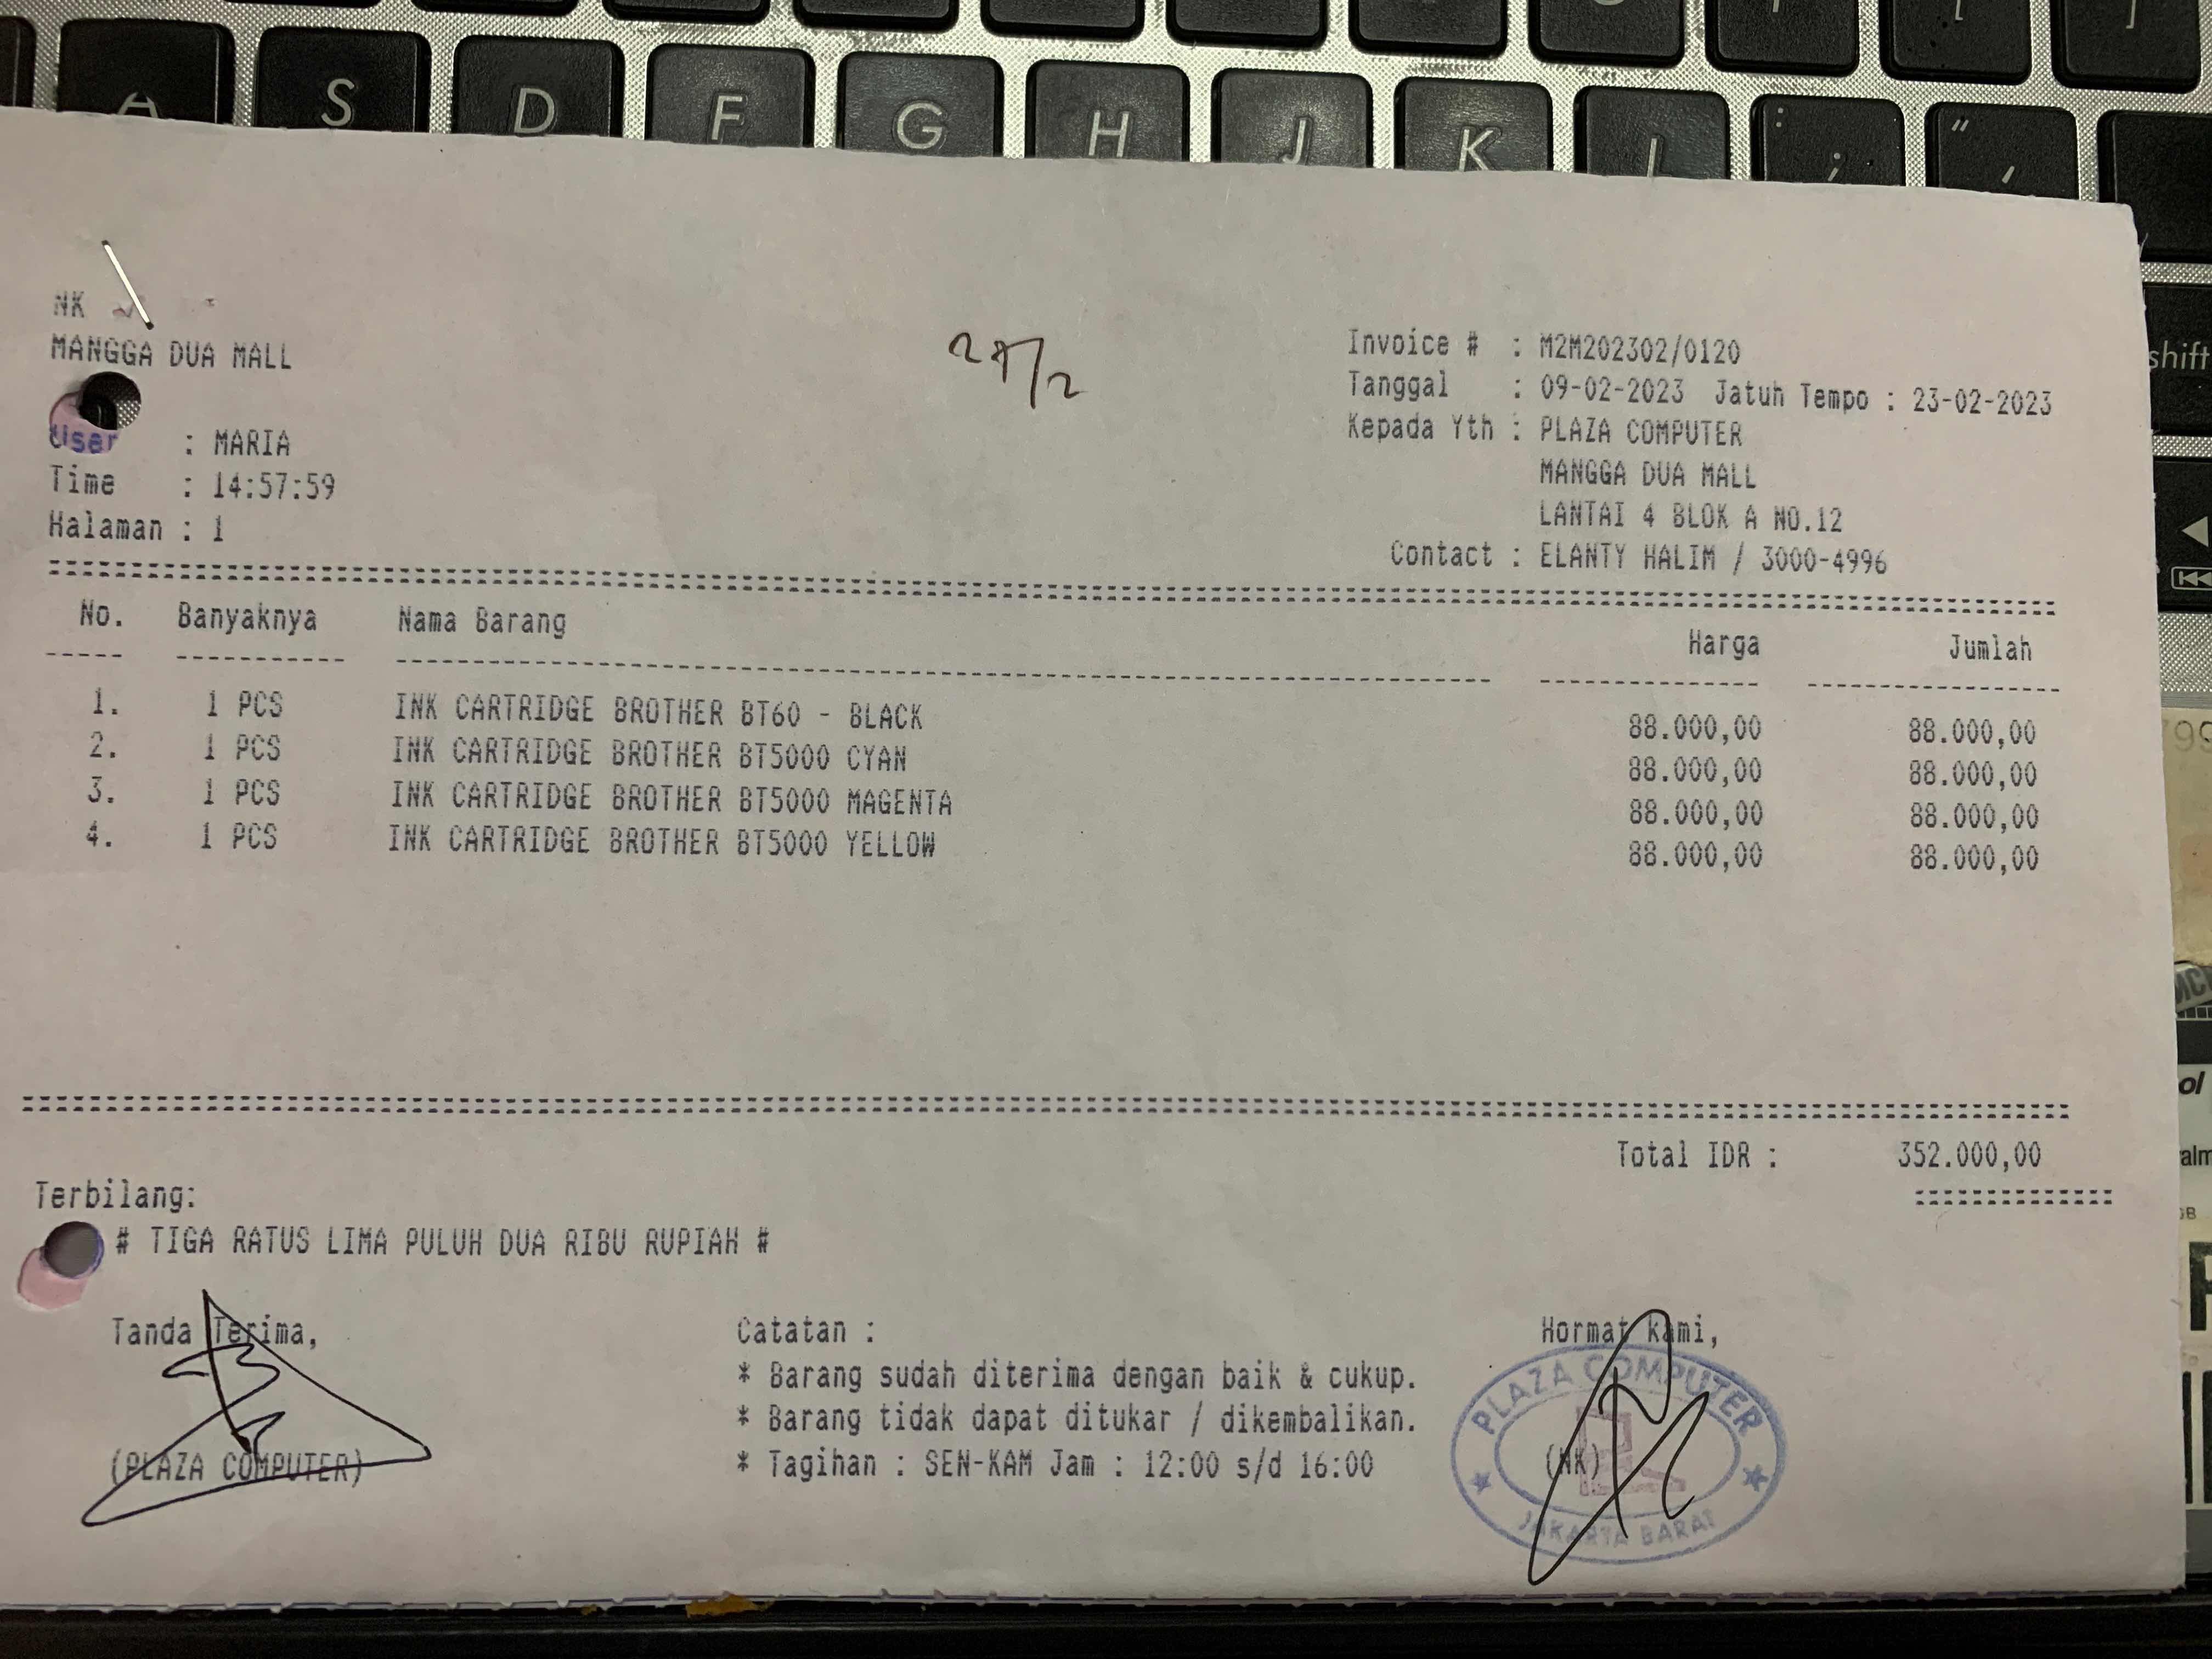 A S D F G H J K L ; "
NK
MANGGA DUA MALL
User : MARIA
Time : 14:57:59
Halaman : 1
Invoice # : M2M202302/0120
Tanggal : 09-02-2023 Jatuh Tempo : 23-02-2023
Kepada Yth : PLAZA COMPUTER
MANGGA DUA MALL
LANTAI 4 BLOK A NO.12
Contact : ELANTY HALIM / 3000-4996
shift
No. Banyaknya Nama Barang Harga Jumlah
1. 1 PCS INK CARTRIDGE BROTHER BT60 - BLACK 88.000,00 88.000,00
2. 1 PCS INK CARTRIDGE BROTHER BT5000 CYAN 88.000,00 88.000,00
3. 1 PCS INK CARTRIDGE BROTHER BT5000 MAGENTA 88.000,00 88.000,00
4. 1 PCS INK CARTRIDGE BROTHER BT5000 YELLOW 88.000,00 88.000,00
Total IDR : 352.000,00
Terbilang:
# TIGA RATUS LIMA PULUH DUA RIBU RUPIAH #
Tanda Terima,
(PLAZA COMPUTER)
Catatan :
* Barang sudah diterima dengan baik & cukup.
* Barang tidak dapat ditukar / dikembalikan.
* Tagihan : SEN-KAM Jam : 12:00 s/d 16:00
Hormat kami,
(NK)
PLAZA COMPUTER
JAKARTA BARAT